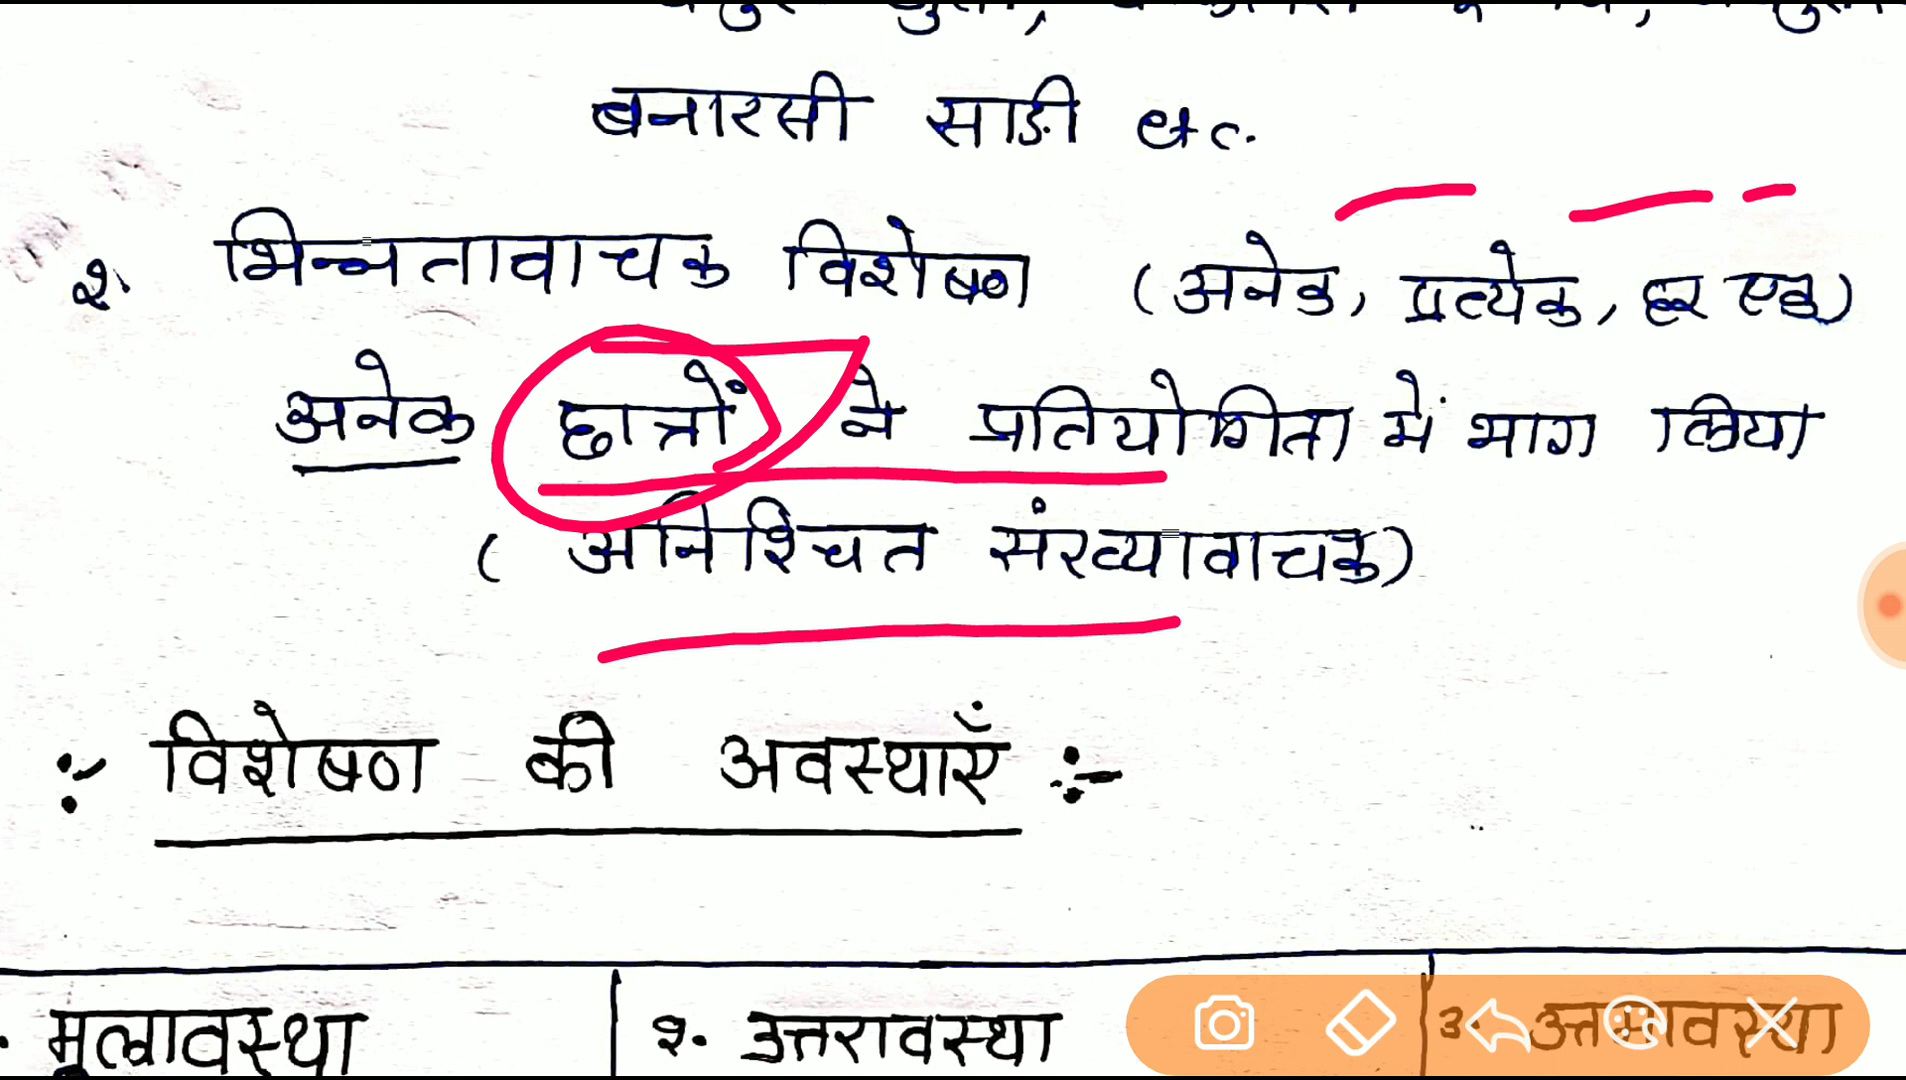 बनारसी साड़ी etc.
२. भिन्नतावाचक विशेषण (अनेक, प्रत्येक, हर एक)
अनेक छात्रों ने प्रतियोगिता में भाग लिया
( अनिश्चित संख्यावाचक)
:- विशेषण की अवस्थाएँ :-
मूलावस्था २. उत्तरावस्था ३. उत्तमावस्था